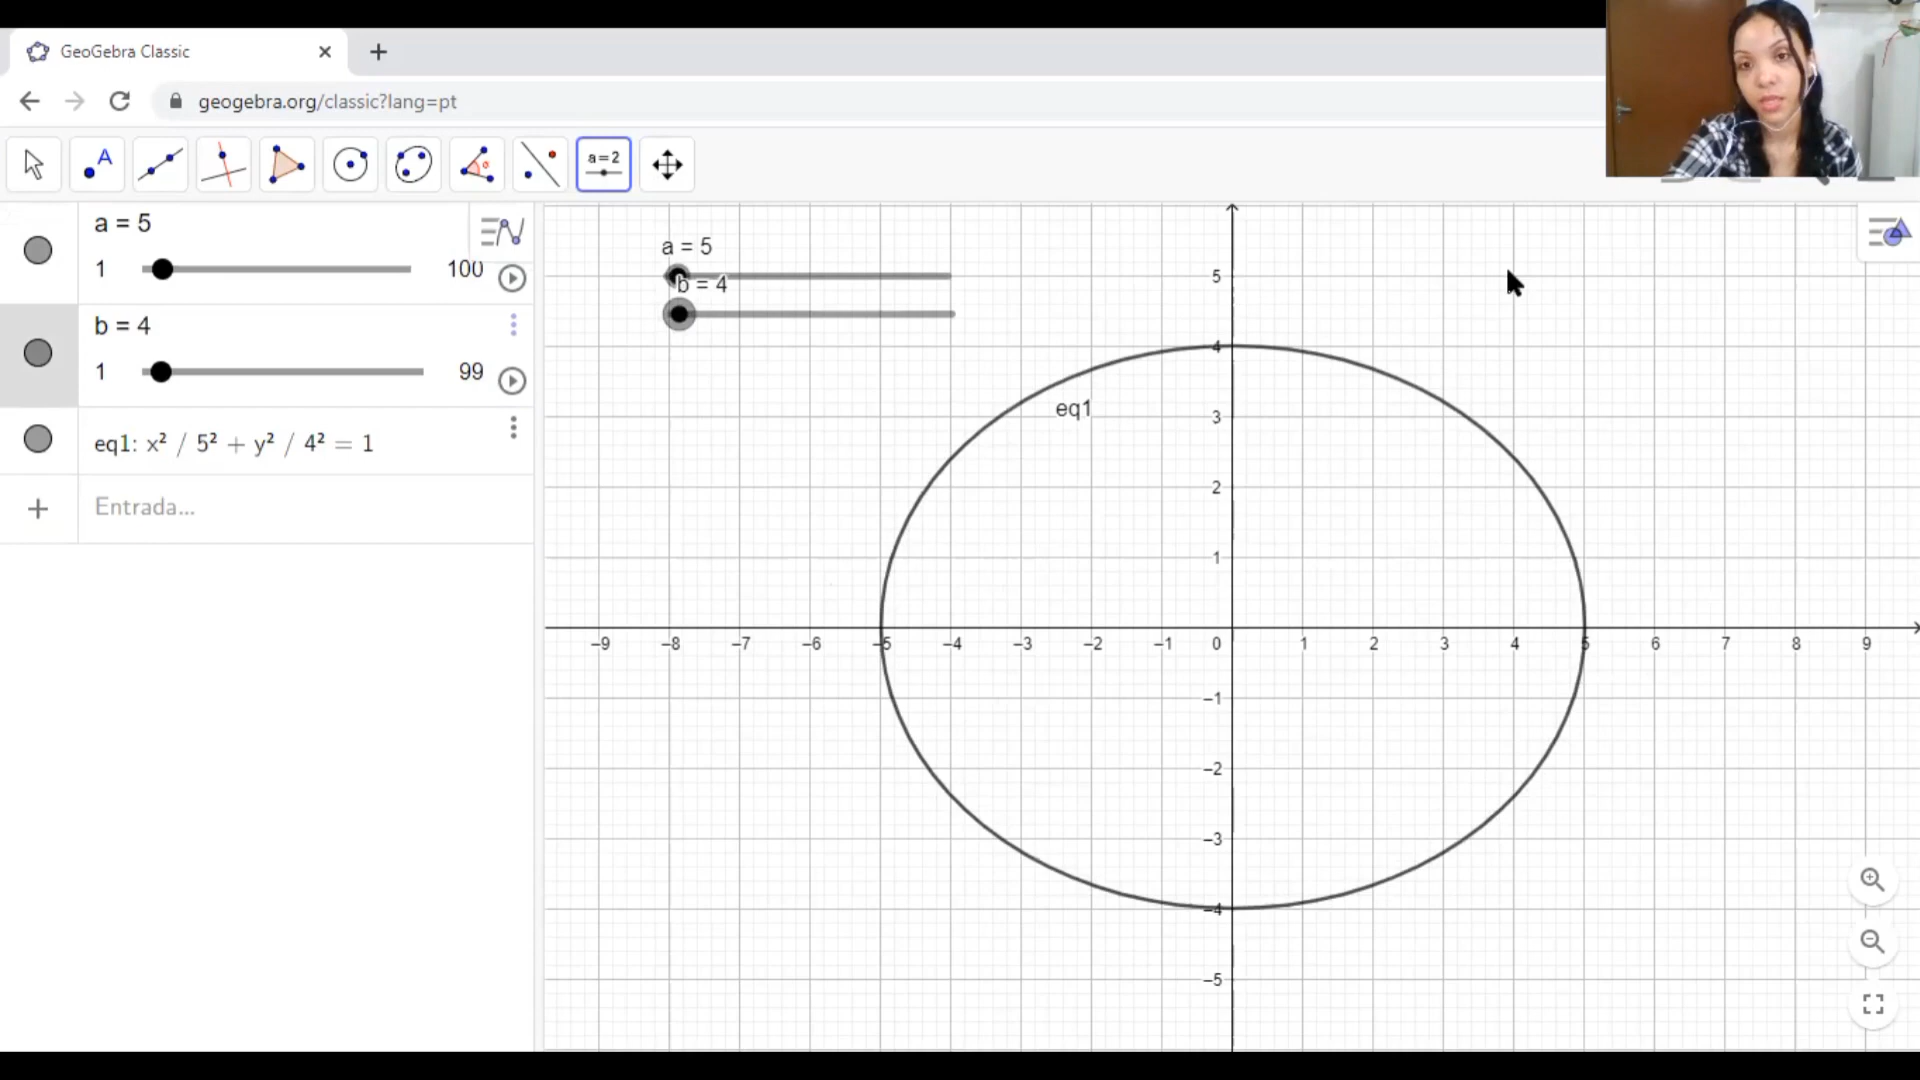 GeoGebra Classic
geogebra.org/classic?lang=pt
A
α
a=2
a = 5
1
100
b = 4
1
99
eq1: x² / 5² + y² / 4² = 1
Entrada...
a = 5
b = 4
eq1
5
4
3
2
1
–9 –8 –7 –6 –5 –4 –3 –2 –1 0 1 2 3 4 5 6 7 8 9
–1
–2
–3
–4
–5